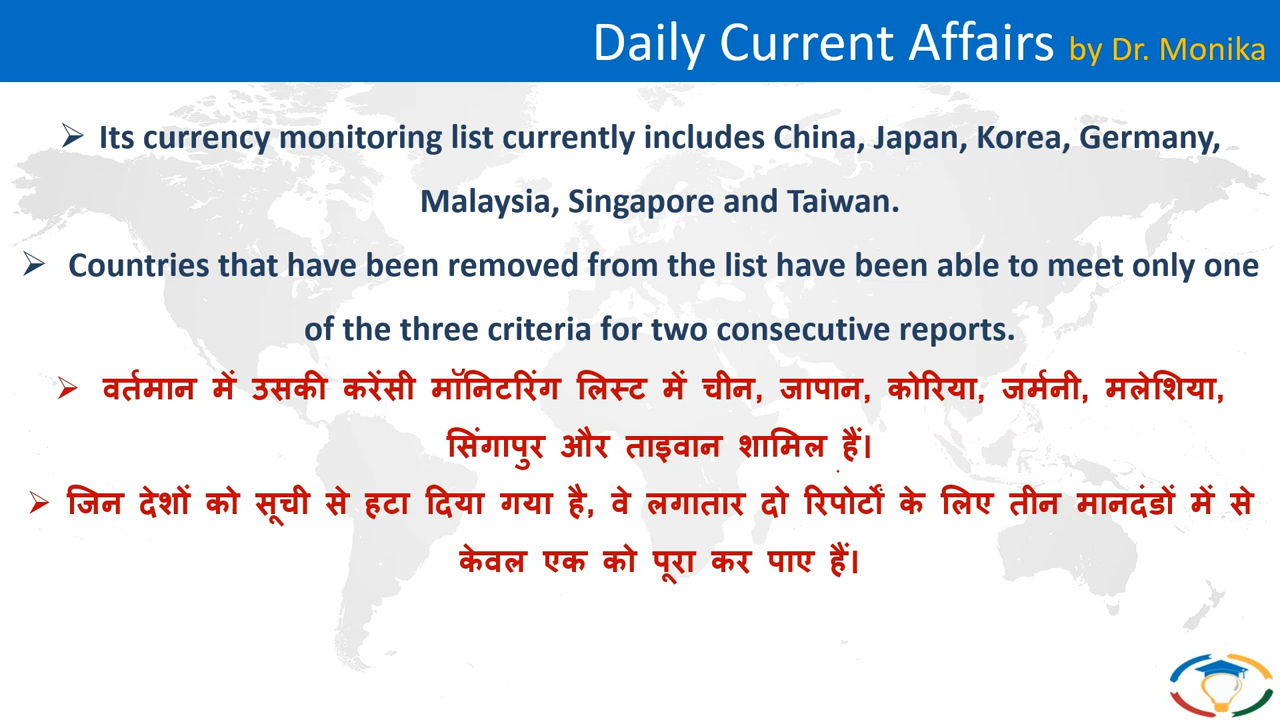 Daily Current Affairs by Dr. Monika
➢ Its currency monitoring list currently includes China, Japan, Korea, Germany,
Malaysia, Singapore and Taiwan.
➢ Countries that have been removed from the list have been able to meet only one
of the three criteria for two consecutive reports.
➢ वर्तमान में उसकी करेंसी मॉनिटरिंग लिस्ट में चीन, जापान, कोरिया, जर्मनी, मलेशिया,
सिंगापुर और ताइवान शामिल हैं।
➢ जिन देशों को सूची से हटा दिया गया है, वे लगातार दो रिपोर्टों के लिए तीन मानदंडों में से
केवल एक को पूरा कर पाए हैं।